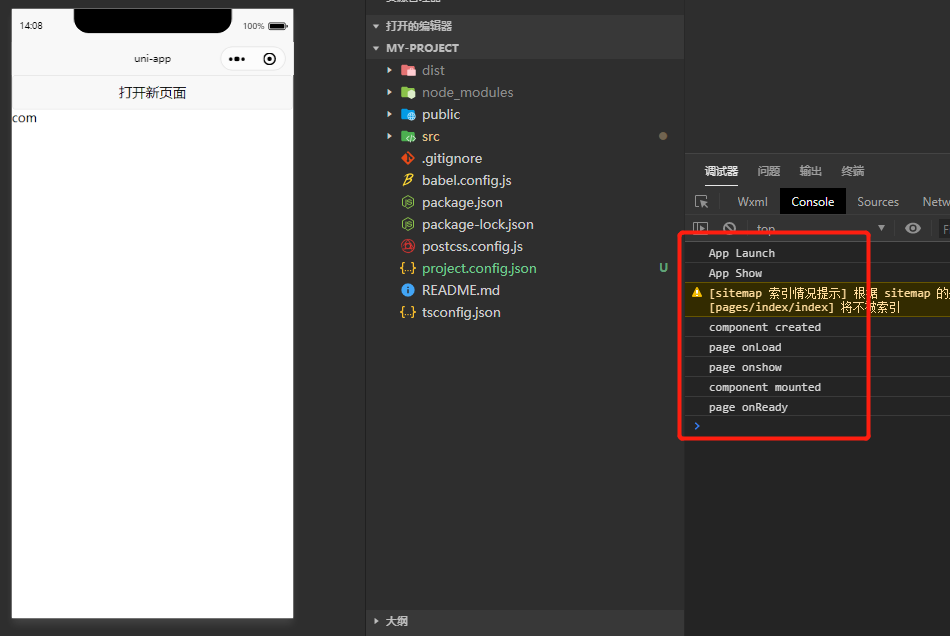 14:08
100%
uni-app
打开新页面
com
打开的编辑器
MY-PROJECT
dist
node_modules
public
src
.gitignore
babel.config.js
package.json
package-lock.json
postcss.config.js
project.config.json
U
README.md
tsconfig.json
大纲
调试器 问题 输出 终端
Wxml Console Sources Netw
top
F
App Launch
App Show
[sitemap 索引情况提示] 根据 sitemap 的
[pages/index/index] 将不被索引
component created
page onLoad
page onshow
component mounted
page onReady